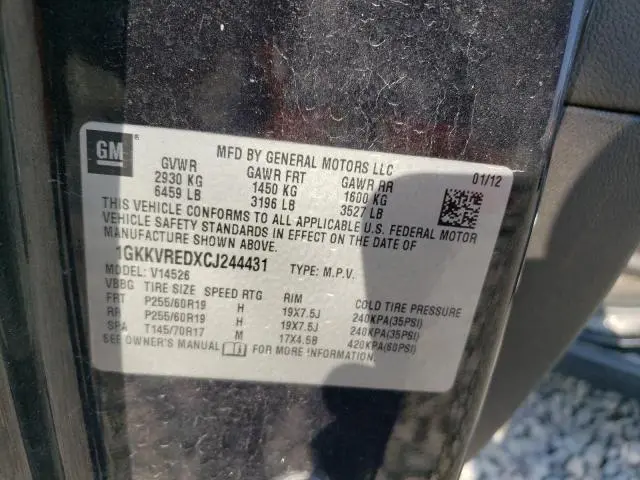 GM
MFD BY GENERAL MOTORS LLC
01/12
GVWR GAWR FRT GAWR RR
2930 KG 1450 KG 1600 KG
6459 LB 3196 LB 3527 LB
THIS VEHICLE CONFORMS TO ALL APPLICABLE U.S. FEDERAL MOTOR
VEHICLE SAFETY STANDARDS IN EFFECT ON THE DATE OF
MANUFACTURE SHOWN ABOVE.
1GKKVREDXCJ244431 TYPE: M.P.V.
MODEL: V14526
VBBG TIRE SIZE SPEED RTG RIM COLD TIRE PRESSURE
FRT P255/60R19 H 19X7.5J 240KPA(35PSI)
RR P255/60R19 H 19X7.5J 240KPA(35PSI)
SPA T145/70R17 M 17X4.5B 420KPA(60PSI)
SEE OWNER'S MANUAL FOR MORE INFORMATION.